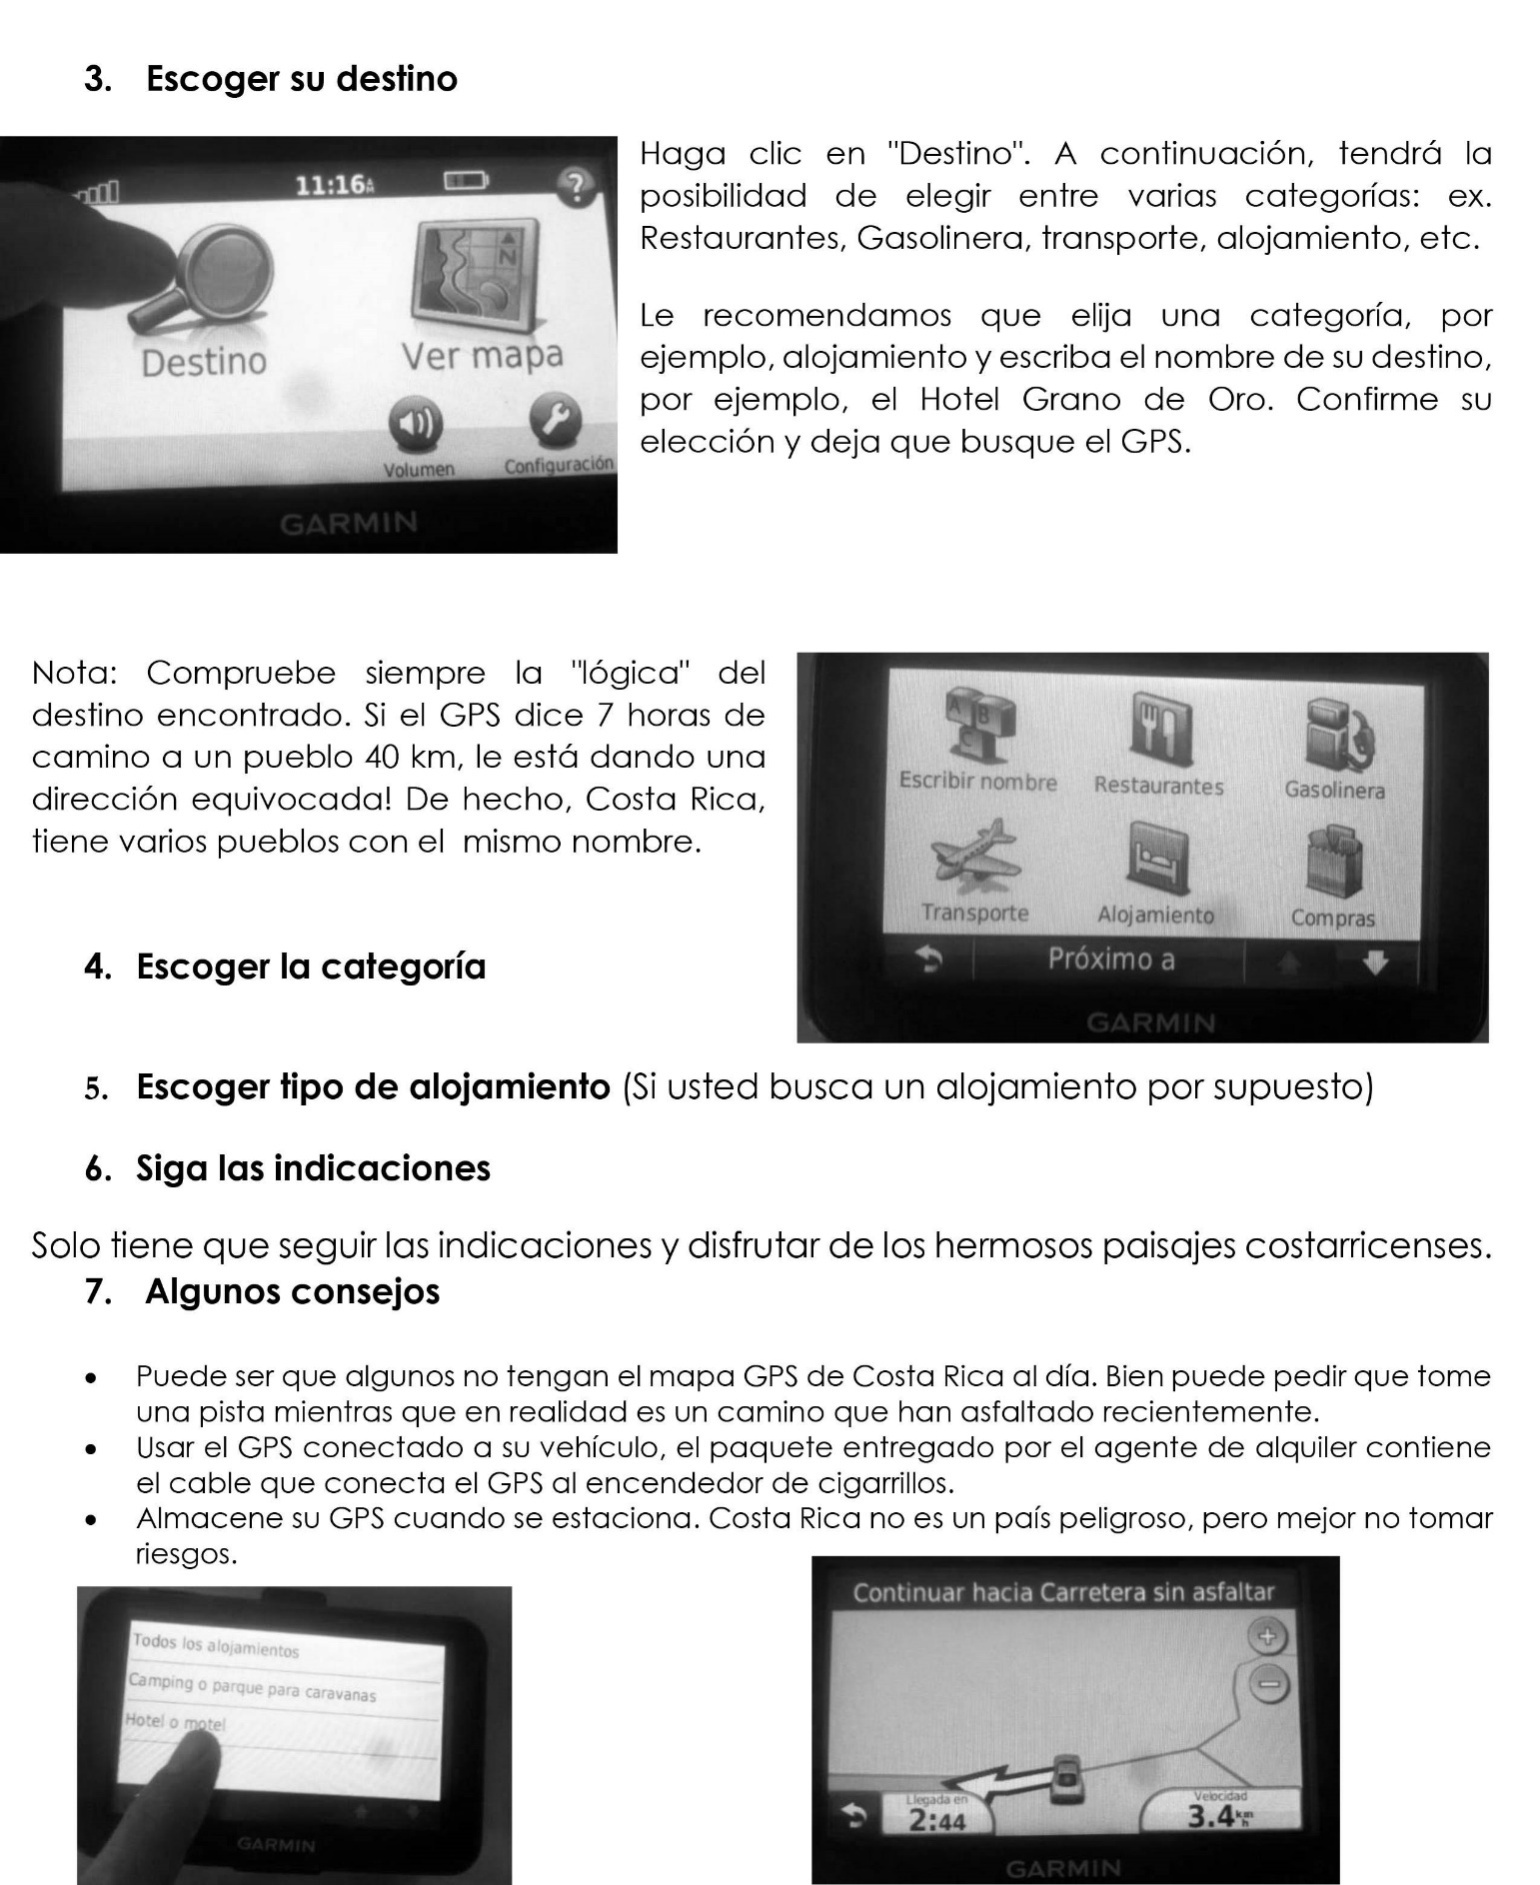 3. Escoger su destino
11:16
?
Destino
Ver mapa
Volumen
Configuración
GARMIN
Haga clic en "Destino". A continuación, tendrá la
posibilidad de elegir entre varias categorías: ex.
Restaurantes, Gasolinera, transporte, alojamiento, etc.
Le recomendamos que elija una categoría, por
ejemplo, alojamiento y escriba el nombre de su destino,
por ejemplo, el Hotel Grano de Oro. Confirme su
elección y deja que busque el GPS.
Nota: Compruebe siempre la "lógica" del
destino encontrado. Si el GPS dice 7 horas de
camino a un pueblo 40 km, le está dando una
dirección equivocada! De hecho, Costa Rica,
tiene varios pueblos con el mismo nombre.
Escribir nombre
Restaurantes
Gasolinera
Transporte
Alojamiento
Compras
Próximo a
GARMIN
4. Escoger la categoría
5. Escoger tipo de alojamiento (Si usted busca un alojamiento por supuesto)
6. Siga las indicaciones
Solo tiene que seguir las indicaciones y disfrutar de los hermosos paisajes costarricenses.
7. Algunos consejos
• Puede ser que algunos no tengan el mapa GPS de Costa Rica al día. Bien puede pedir que tome
una pista mientras que en realidad es un camino que han asfaltado recientemente.
• Usar el GPS conectado a su vehículo, el paquete entregado por el agente de alquiler contiene
el cable que conecta el GPS al encendedor de cigarrillos.
• Almacene su GPS cuando se estaciona. Costa Rica no es un país peligroso, pero mejor no tomar
riesgos.
Todos los alojamientos
Camping o parque para caravanas
Hotel o motel
GARMIN
Continuar hacia Carretera sin asfaltar
Llegada en
2:44
Velocidad
3.4 km/h
GARMIN